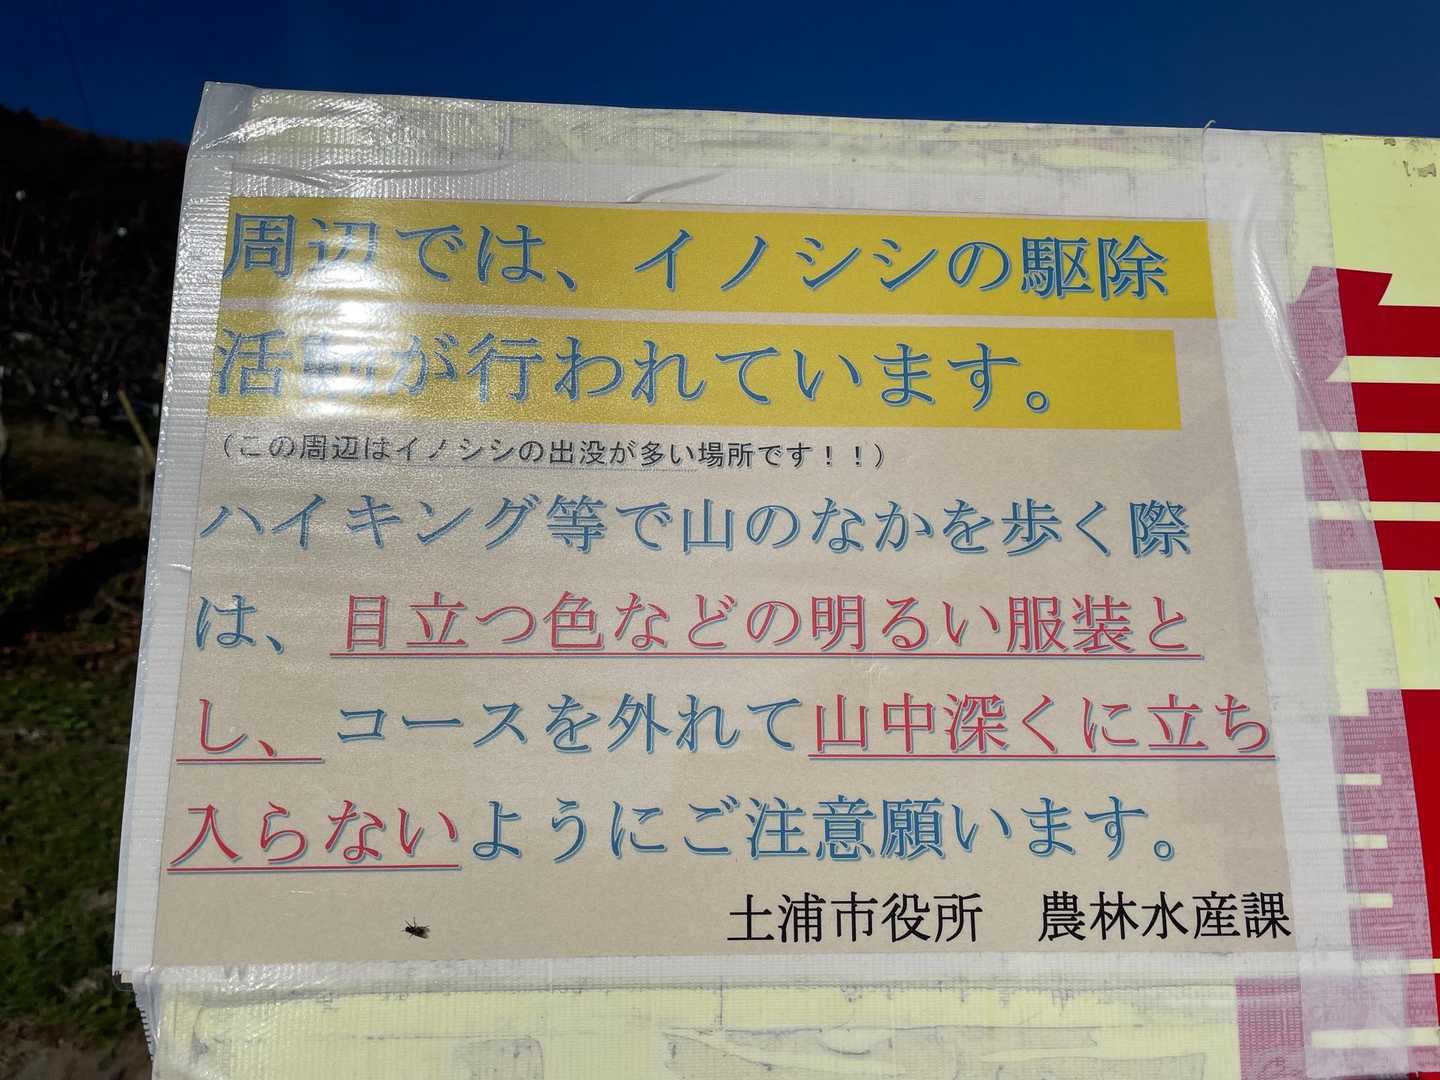 周辺では、イノシシの駆除
活動が行われています。
（この周辺はイノシシの出没が多い場所です！！）
ハイキング等で山のなかを歩く際
は、目立つ色などの明るい服装と
し、コースを外れて山中深くに立ち
入らないようにご注意願います。
土浦市役所　農林水産課